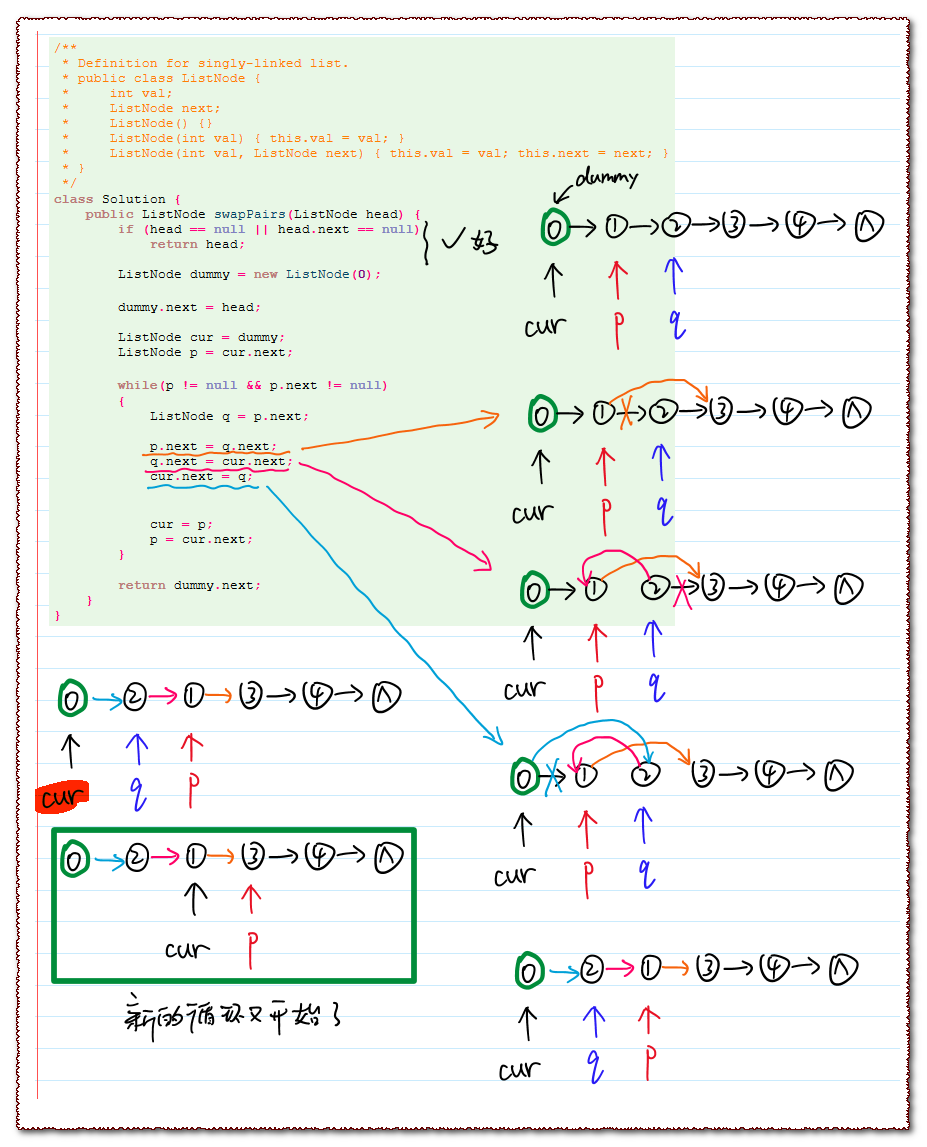 /**
 * Definition for singly-linked list.
 * public class ListNode {
 *     int val;
 *     ListNode next;
 *     ListNode() {}
 *     ListNode(int val) { this.val = val; }
 *     ListNode(int val, ListNode next) { this.val = val; this.next = next; }
 * }
 */
class Solution {
    public ListNode swapPairs(ListNode head) {
        if (head == null || head.next == null)
            return head;
        ListNode dummy = new ListNode(0);
        dummy.next = head;
        ListNode cur = dummy;
        ListNode p = cur.next;
        while(p != null && p.next != null)
        {
            ListNode q = p.next;
            p.next = q.next;
            q.next = cur.next;
            cur.next = q;
            cur = p;
            p = cur.next;
        }
        return dummy.next;
    }
}
✓好
dummy
0 → 1 → 2 → 3 → 4 → ∧
cur p q
0 → 1 → 2 → 3 → 4 → ∧
cur p q
0 → 1 2 → 3 → 4 → ∧
cur p q
0 → 1 2 3 → 4 → ∧
cur p q
0 → 2 → 1 → 3 → 4 → ∧
cur q p
0 → 2 → 1 → 3 → 4 → ∧
cur q p
0 → 2 → 1 → 3 → 4 → ∧
cur p
新的循环又开始了